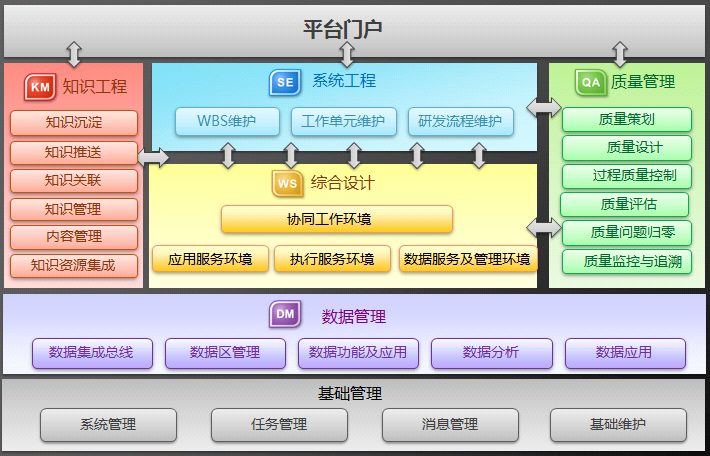 平台门户
KM 知识工程
知识沉淀
知识推送
知识关联
知识管理
内容管理
知识资源集成
SE 系统工程
WBS维护 工作单元维护 研发流程维护
WS 综合设计
协同工作环境
应用服务环境 执行服务环境 数据服务及管理环境
QA 质量管理
质量策划
质量设计
过程质量控制
质量评估
质量问题归零
质量监控与追溯
DM 数据管理
数据集成总线 数据区管理 数据功能及应用 数据分析 数据应用
基础管理
系统管理 任务管理 消息管理 基础维护